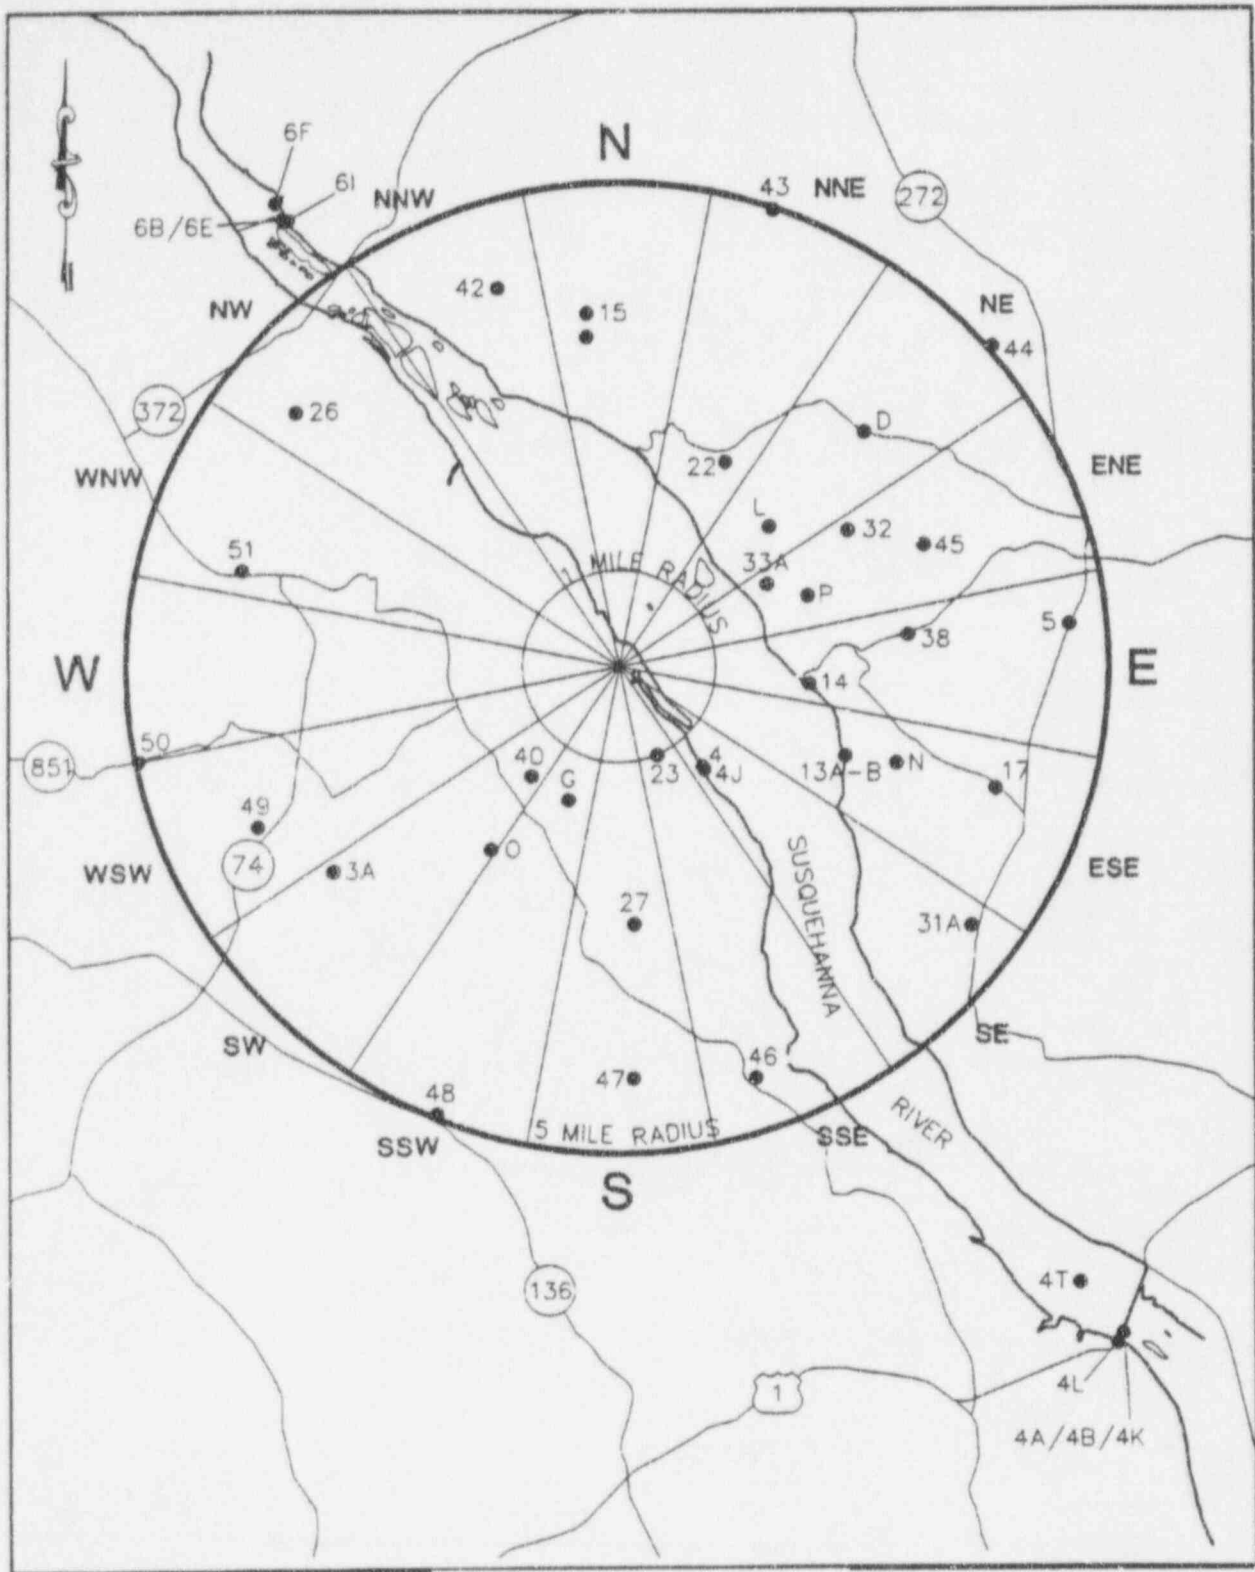 N
6F
6I
NNW
43
NNE
272
6B/6E
42
15
NW
NE
44
372
26
D
22
WNW
ENE
L
32
45
51
33A
1 MILE RADIUS
P
5
38
W
E
14
50
851
40
G
23
4
4J
13A-B
N
17
49
74
O
WSW
3A
ESE
SUSQUEHANNA
27
31A
SW
SE
46
47
48
RIVER
5 MILE RADIUS
SSW
SSE
S
4T
136
1
4L
4A/4B/4K